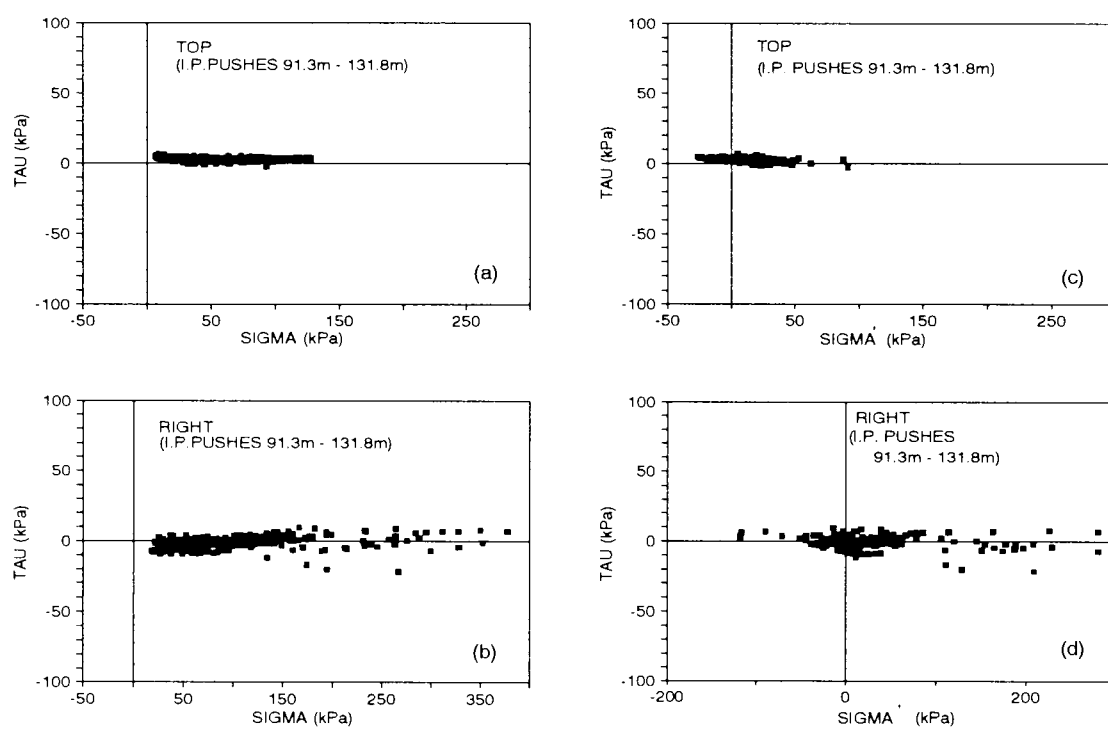 100
50
0
-50
-100
TAU (kPa)
TOP
(I.P.PUSHES 91.3m - 131.8m)
(a)
-50
50
150
250
SIGMA (kPa)
100
50
0
-50
-100
TAU (kPa)
TOP
(I.P. PUSHES 91.3m - 131.8m)
(c)
-50
50
150
250
SIGMA' (kPa)
100
50
0
-50
-100
TAU (kPa)
RIGHT
(I.P.PUSHES 91.3m - 131.8m)
(b)
-50
50
150
250
350
SIGMA (kPa)
100
50
0
-50
-100
TAU (kPa)
RIGHT
(I.P. PUSHES
91.3m - 131.8m)
(d)
-200
0
200
SIGMA' (kPa)